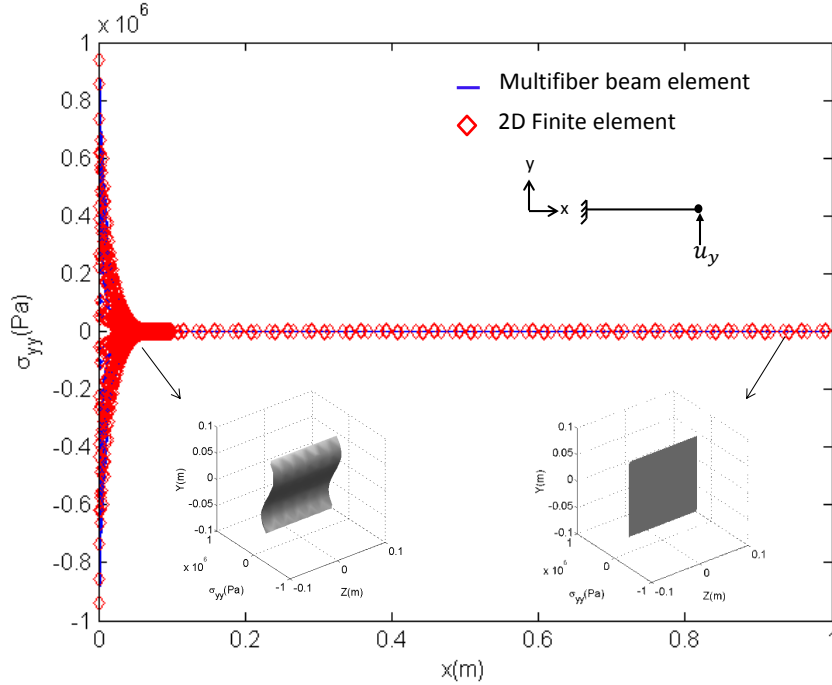 x 10^6
1
0.8
0.6
0.4
0.2
0
-0.2
-0.4
-0.6
-0.8
-1
σyy(Pa)
Multifiber beam element
2D Finite element
y
x
u_y
0.1
0.05
0
-0.05
-0.1
Y(m)
1
0
-1
x 10^6
σyy(Pa)
-0.1
0
0.1
Z(m)
0.1
0.05
0
-0.05
-0.1
Y(m)
1
0
-1
x 10^6
σyy(Pa)
-0.1
0
0.1
Z(m)
0
0.2
0.4
0.6
0.8
1
x(m)